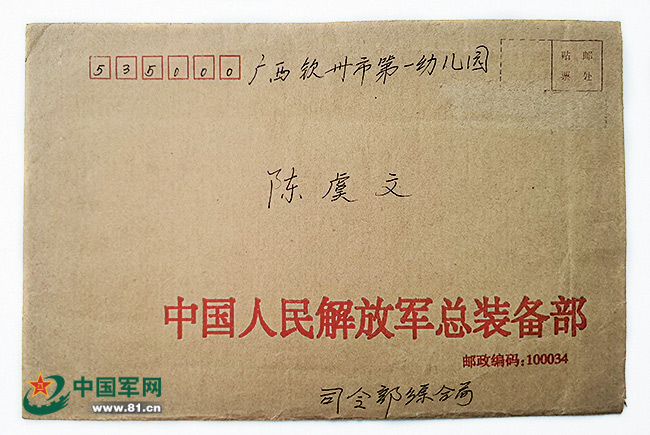 535000 广西钦州市第一幼儿园
贴邮
票处
陈虞文
中国人民解放军总装备部
邮政编码:100034
司令部综合局
中国军网
www.81.cn